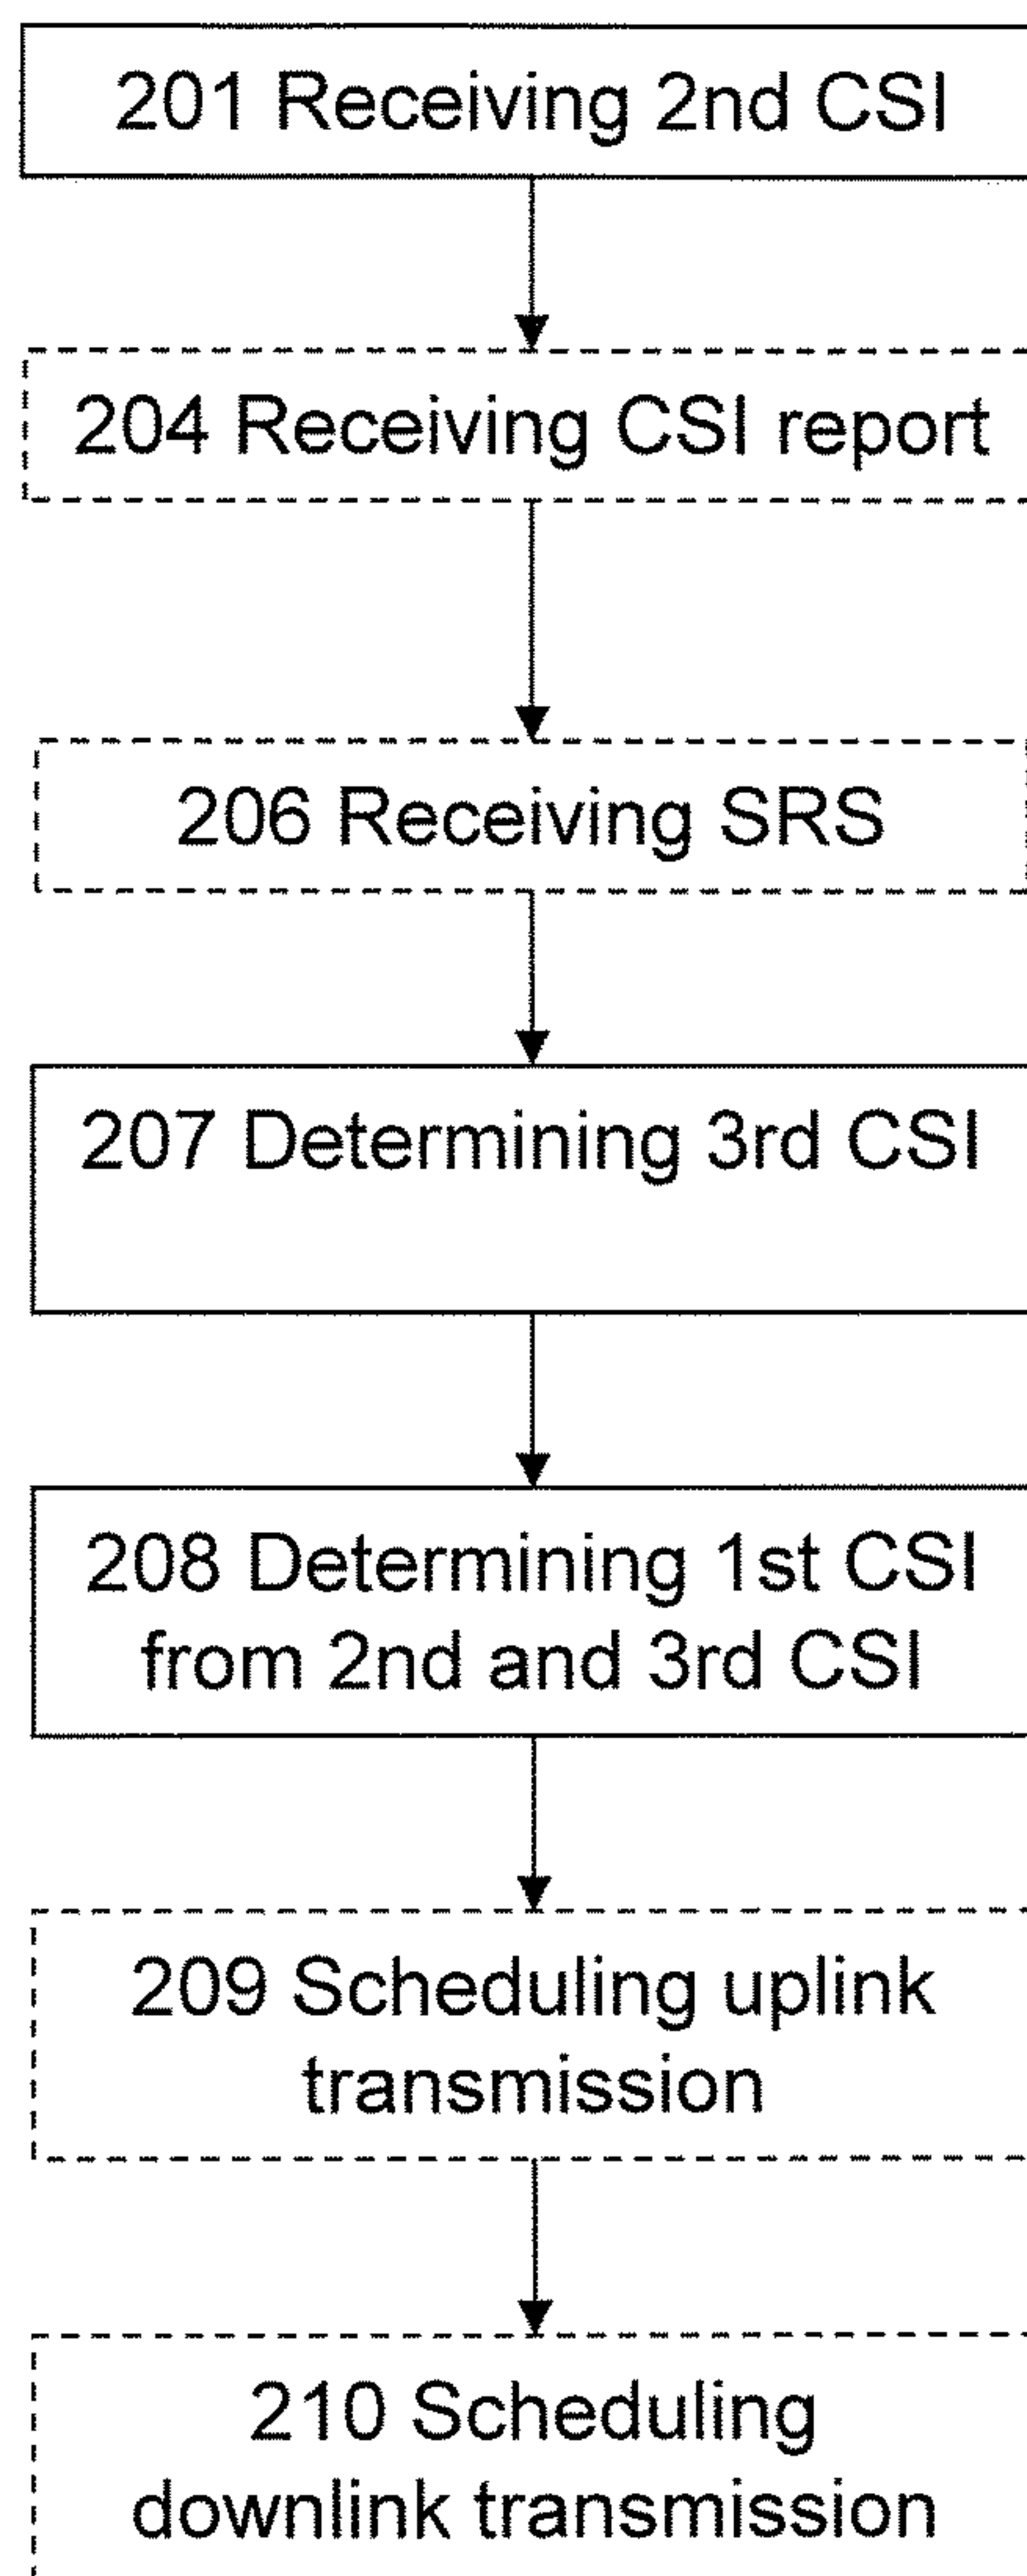 201 Receiving 2nd CSI
204 Receiving CSI report
206 Receiving SRS
207 Determining 3rd CSI
208 Determining 1st CSI
from 2nd and 3rd CSI
209 Scheduling uplink
transmission
210 Scheduling
downlink transmission